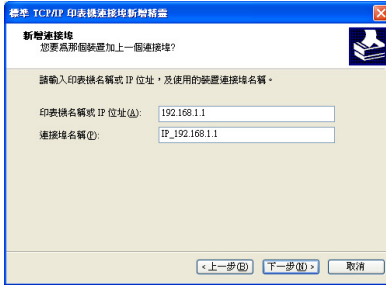 標準 TCP/IP 印表機連接埠新增精靈
新增連接埠
您要為那個裝置加上一個連接埠?
請輸入印表機名稱或 IP 位址，及使用的裝置連接埠名稱。
印表機名稱或 IP 位址(A): 192.168.1.1
連接埠名稱(P): IP_192.168.1.1
<上一步(B) 下一步(N)> 取消